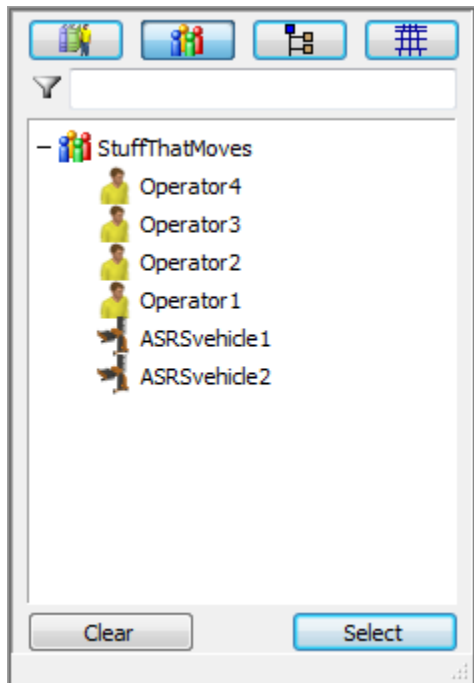 StuffThatMoves
Operator4
Operator3
Operator2
Operator1
ASRSvehicle1
ASRSvehicle2
Clear
Select